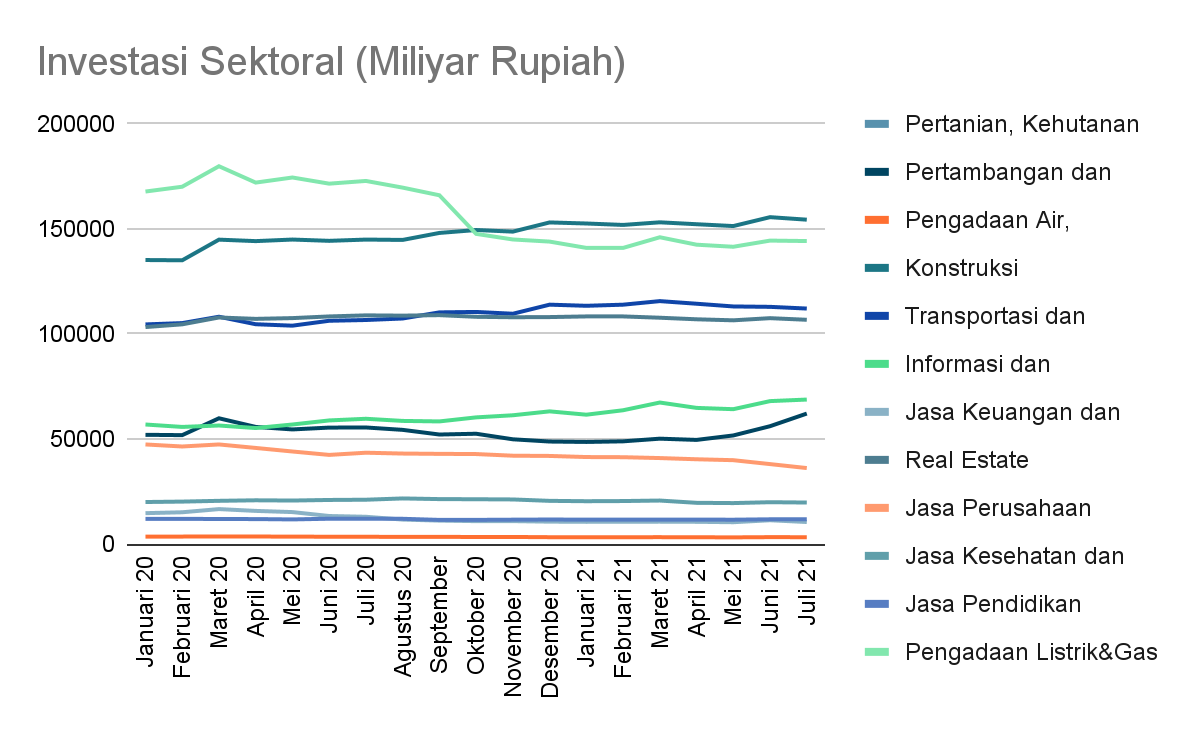 Investasi Sektoral (Miliyar Rupiah)
200000
150000
100000
50000
0
Januari 20
Februari 20
Maret 20
April 20
Mei 20
Juni 20
Juli 20
Agustus 20
September
Oktober 20
November 20
Desember 20
Januari 21
Februari 21
Maret 21
April 21
Mei 21
Juni 21
Juli 21
Pertanian, Kehutanan
Pertambangan dan
Pengadaan Air,
Konstruksi
Transportasi dan
Informasi dan
Jasa Keuangan dan
Real Estate
Jasa Perusahaan
Jasa Kesehatan dan
Jasa Pendidikan
Pengadaan Listrik&Gas